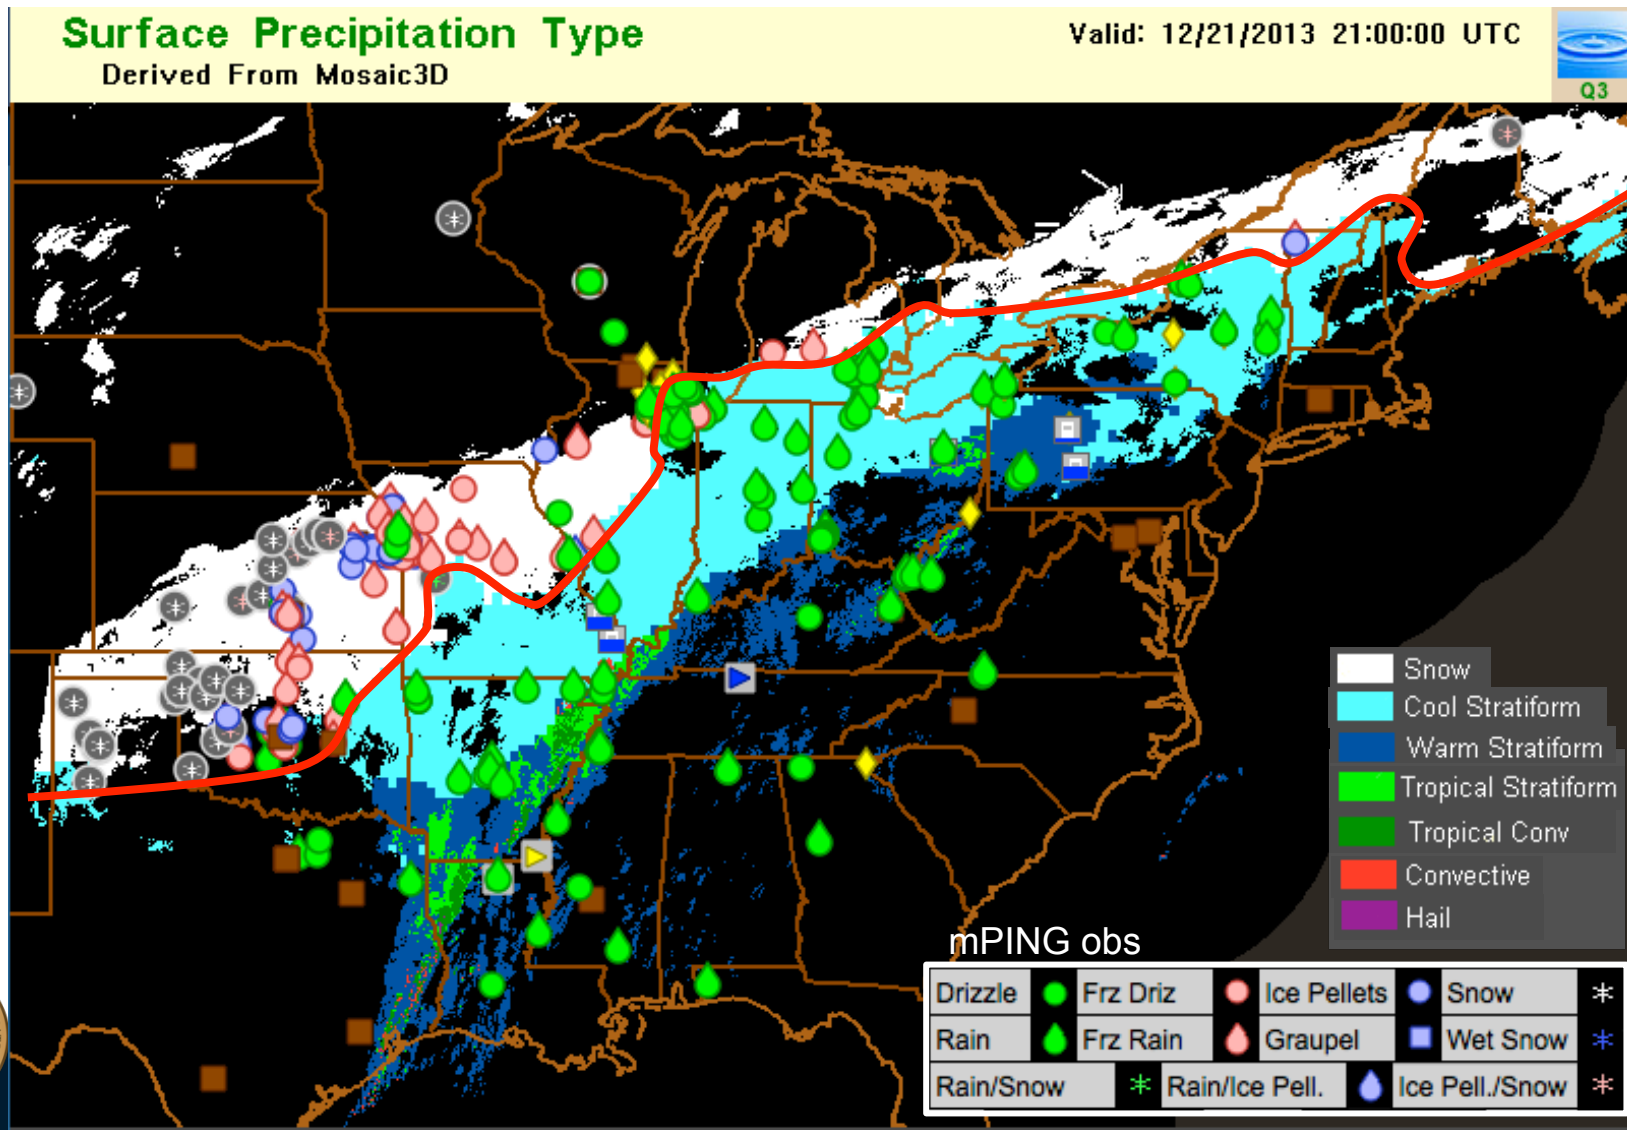 Surface Precipitation Type
Valid: 12/21/2013 21:00:00 UTC
Derived From Mosaic3D
Q3
Snow
Cool Stratiform
Warm Stratiform
Tropical Stratiform
Tropical Conv
Convective
Hail
mPING obs
Drizzle Frz Driz Ice Pellets Snow
Rain Frz Rain Graupel Wet Snow
Rain/Snow Rain/Ice Pell. Ice Pell./Snow